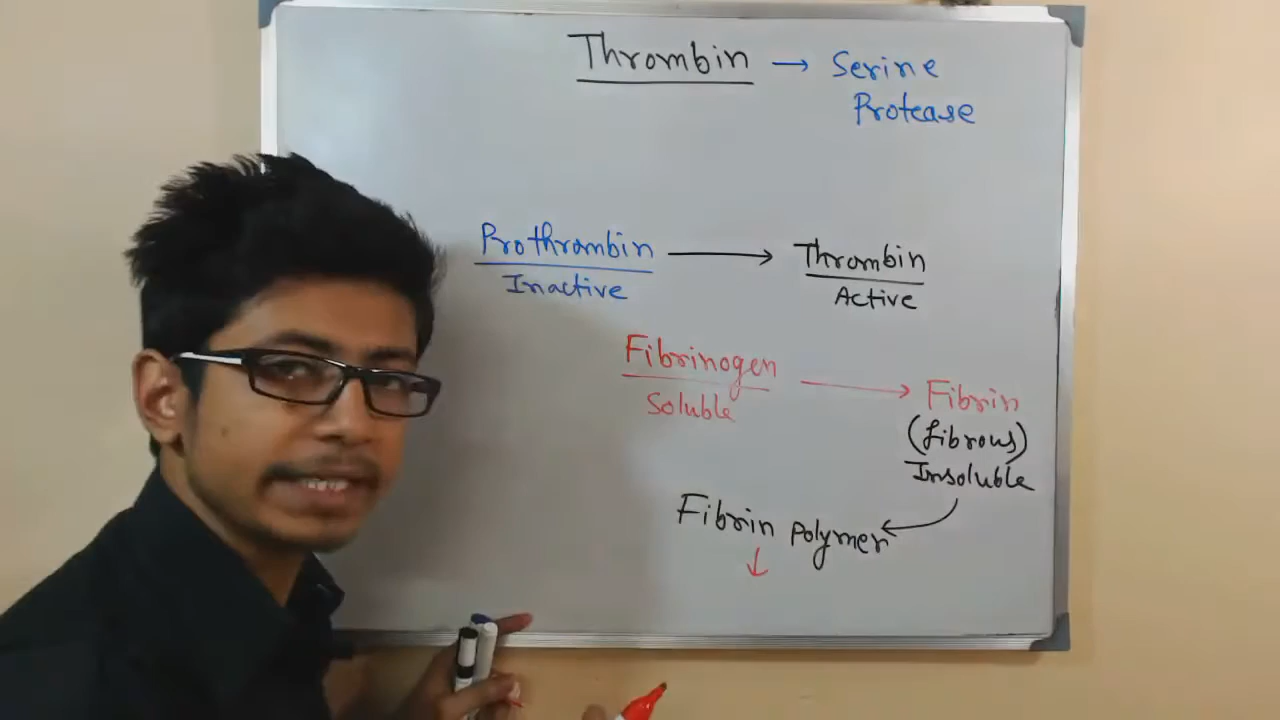 Thrombin → Serine
Protease
Prothrombin → Thrombin
Inactive Active
Fibrinogen → Fibrin
Soluble (fibrous)
Insoluble
Fibrin Polymer
↓